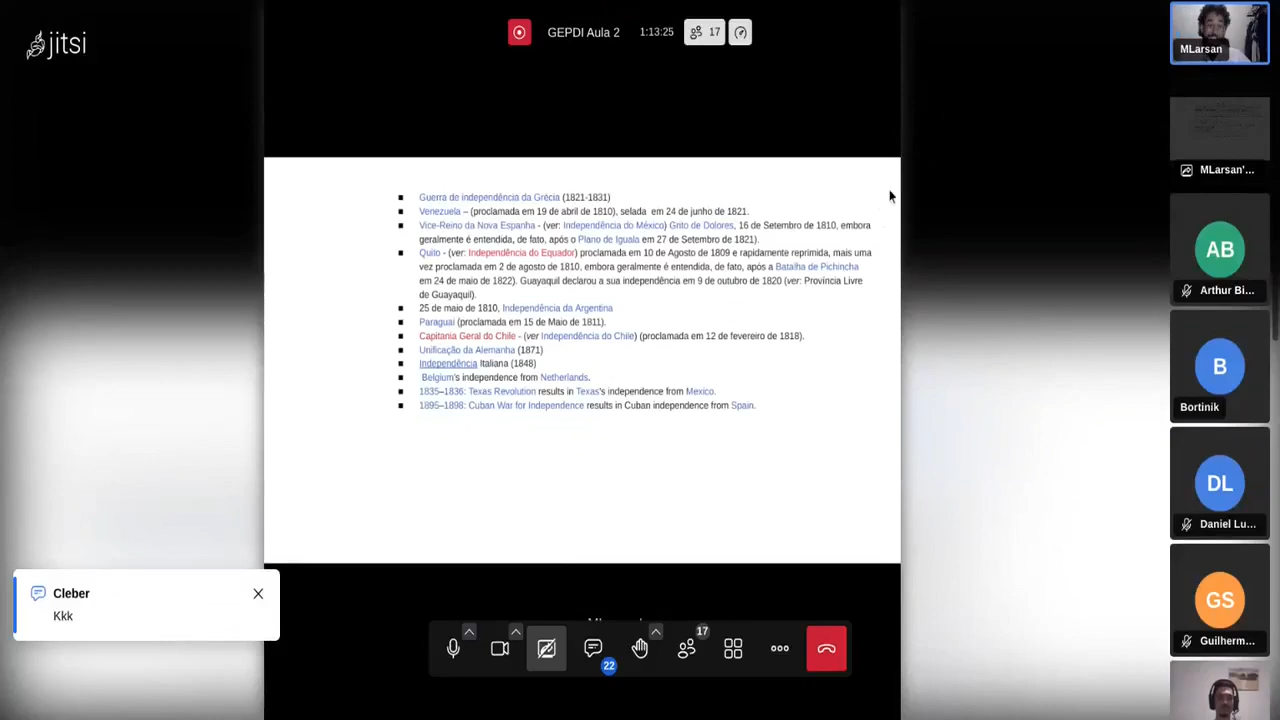 jitsi
GEPDI Aula 2
1:13:25
17
MLarsan
MLarsan'...
AB
Arthur Bi...
B
Bortinik
DL
Daniel Lu...
GS
Guilherm...
Guerra de independência da Grécia (1821-1831)
Venezuela – (proclamada em 19 de abril de 1810), selada em 24 de junho de 1821.
Vice-Reino da Nova Espanha - (ver: Independência do México) Grito de Dolores, 16 de Setembro de 1810, embora
geralmente é entendida, de fato, após o Plano de Iguala em 27 de Setembro de 1821).
Quito - (ver: Independência do Equador) proclamada em 10 de Agosto de 1809 e rapidamente reprimida, mais uma
vez proclamada em 2 de agosto de 1810, embora geralmente é entendida, de fato, após a Batalha de Pichincha
em 24 de maio de 1822). Guayaquil declarou a sua independência em 9 de outubro de 1820 (ver: Província Livre
de Guayaquil).
25 de maio de 1810, Independência da Argentina
Paraguai (proclamada em 15 de Maio de 1811).
Capitania Geral do Chile - (ver Independência do Chile) (proclamada em 12 de fevereiro de 1818).
Unificação da Alemanha (1871)
Independência Italiana (1848)
Belgium's independence from Netherlands.
1835–1836: Texas Revolution results in Texas's independence from Mexico.
1895–1898: Cuban War for Independence results in Cuban independence from Spain.
Cleber
Kkk
17
22